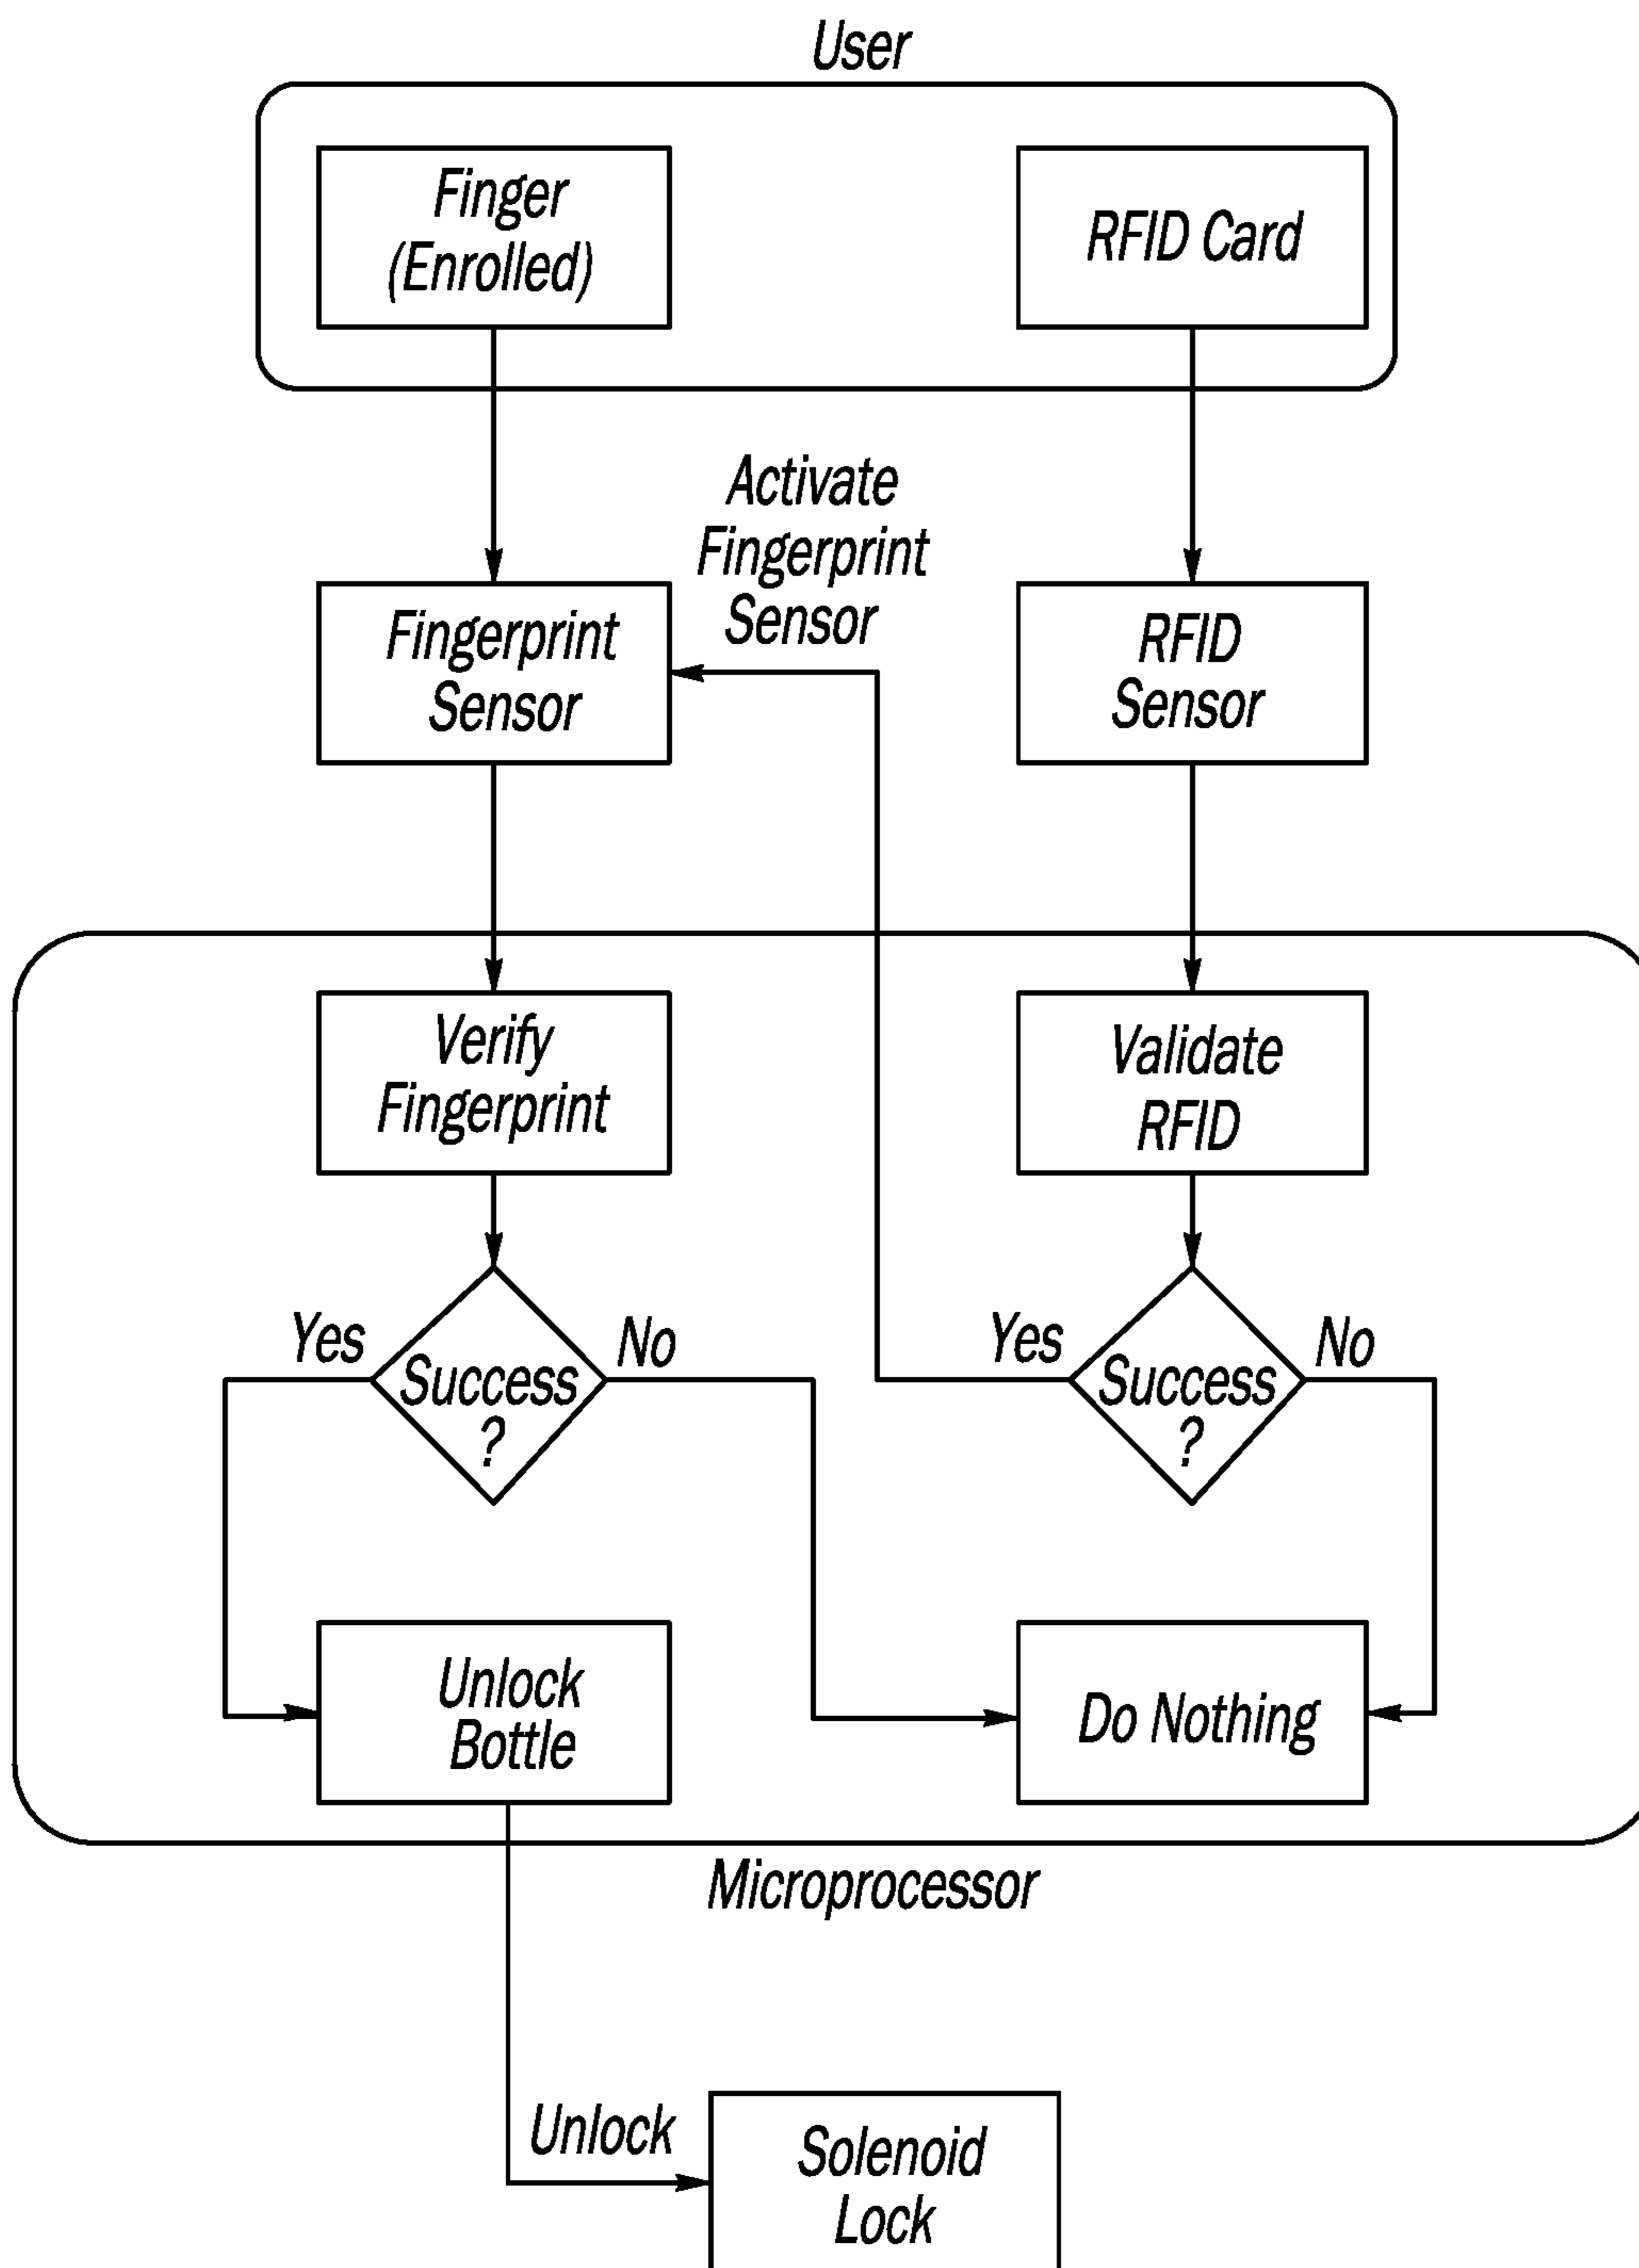 User
Finger
(Enrolled)
RFID Card
Activate
Fingerprint
Sensor
Fingerprint
Sensor
RFID
Sensor
Verify
Fingerprint
Validate
RFID
Yes
Success
?
No
Yes
Success
?
No
Unlock
Bottle
Do Nothing
Microprocessor
Unlock
Solenoid
Lock